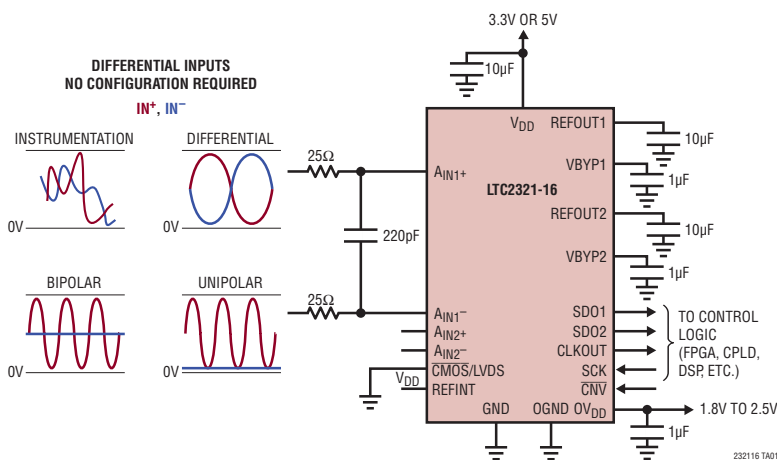 3.3V OR 5V
10µF
DIFFERENTIAL INPUTS
NO CONFIGURATION REQUIRED
IN+, IN–
INSTRUMENTATION
DIFFERENTIAL
0V
0V
BIPOLAR
UNIPOLAR
0V
0V
25Ω
220pF
25Ω
VDD
LTC2321-16
AIN1+
AIN1–
AIN2+
AIN2–
CMOS/LVDS
VDD
REFINT
GND
OGND
OVDD
REFOUT1
10µF
VBYP1
1µF
REFOUT2
10µF
VBYP2
1µF
SDO1
SDO2
CLKOUT
SCK
CNV
TO CONTROL
LOGIC
(FPGA, CPLD,
DSP, ETC.)
1.8V TO 2.5V
1µF
232116 TA01